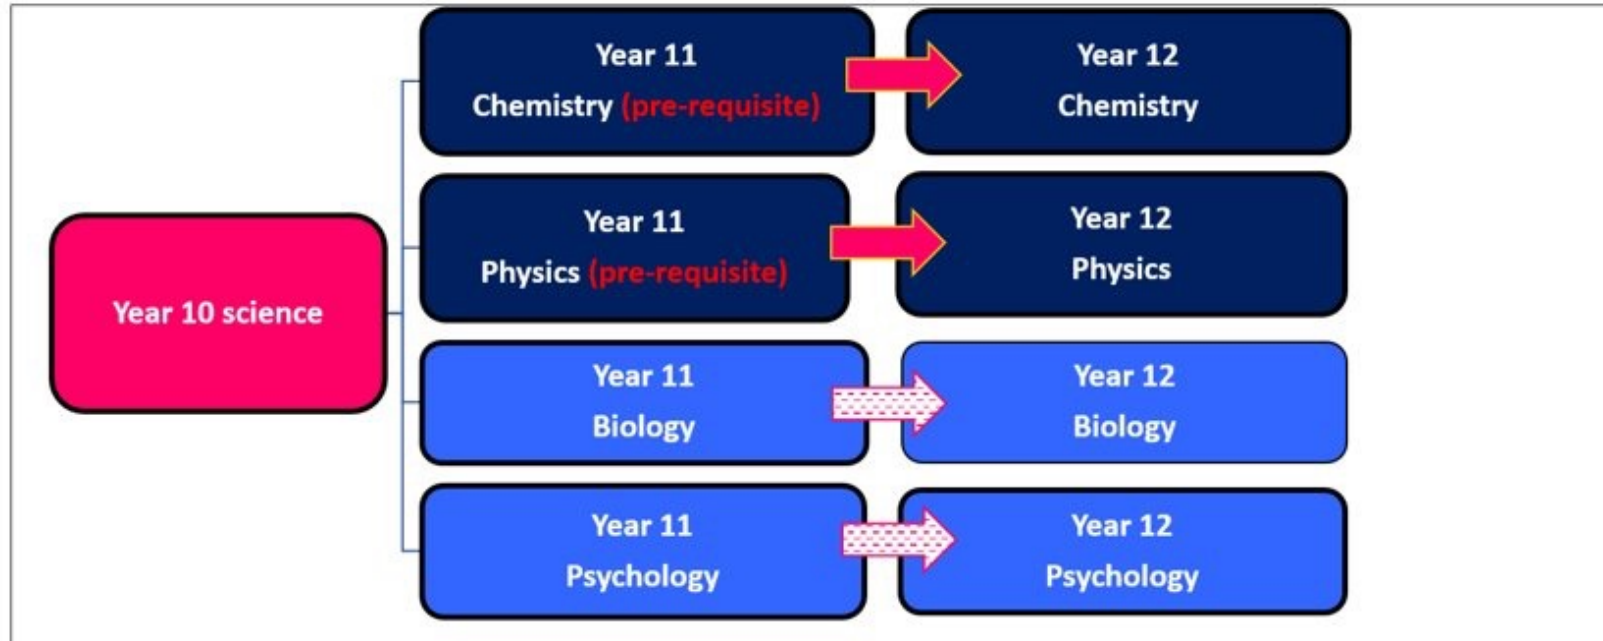 Year 10 science
Year 11
Chemistry (pre-requisite)
Year 12
Chemistry
Year 11
Physics (pre-requisite)
Year 12
Physics
Year 11
Biology
Year 12
Biology
Year 11
Psychology
Year 12
Psychology